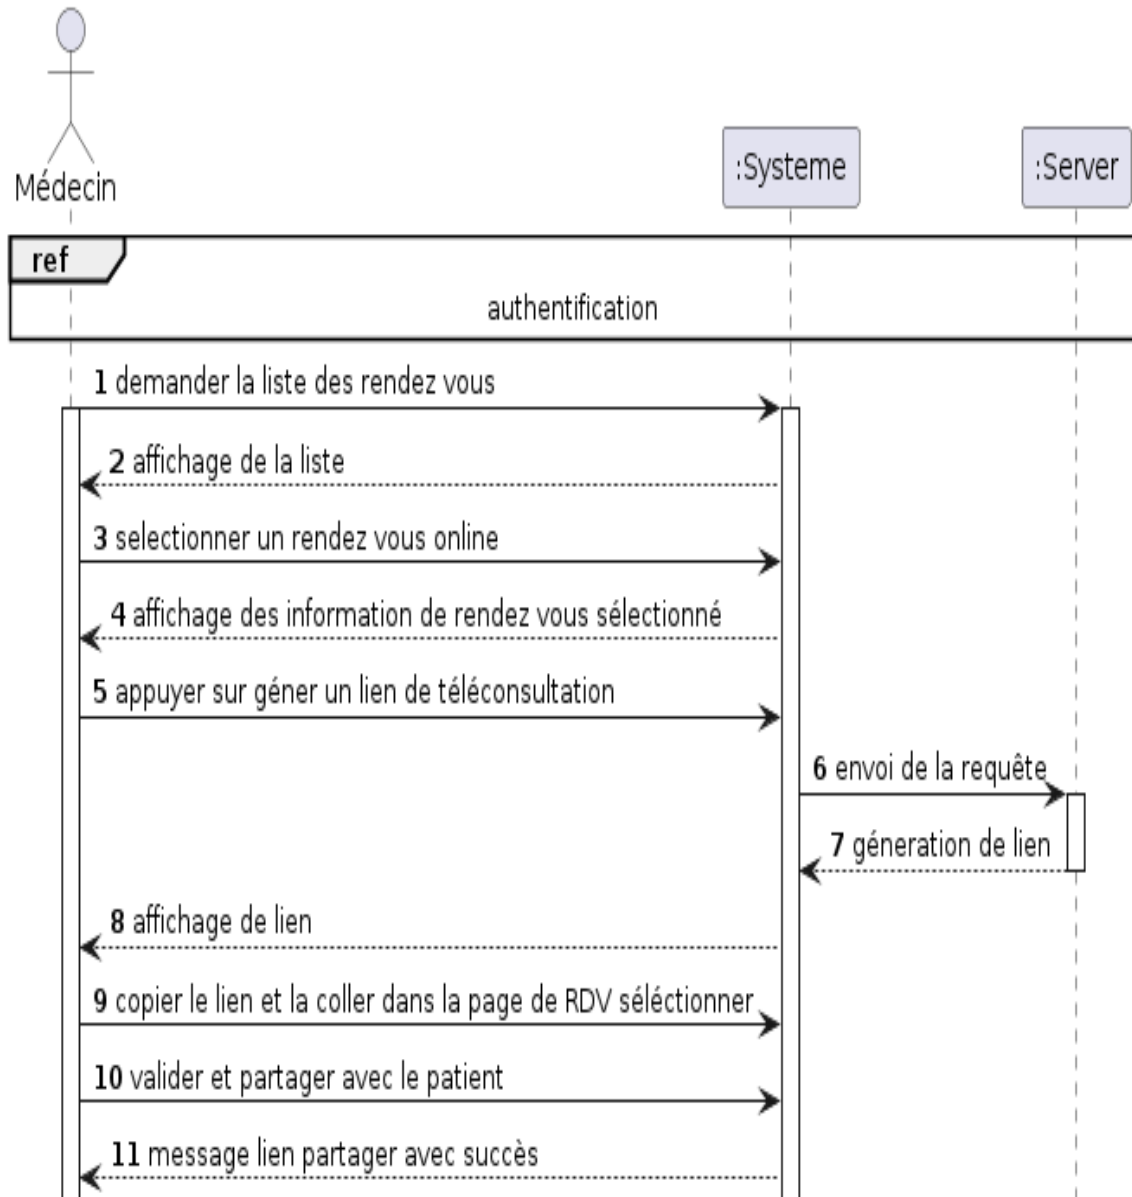 Médecin
:Systeme
:Server
ref
authentification
1 demander la liste des rendez vous
2 affichage de la liste
3 selectionner un rendez vous online
4 affichage des information de rendez vous sélectionné
5 appuyer sur géner un lien de téléconsultation
6 envoi de la requête
7 géneration de lien
8 affichage de lien
9 copier le lien et la coller dans la page de RDV séléctionner
10 valider et partager avec le patient
11 message lien partager avec succès